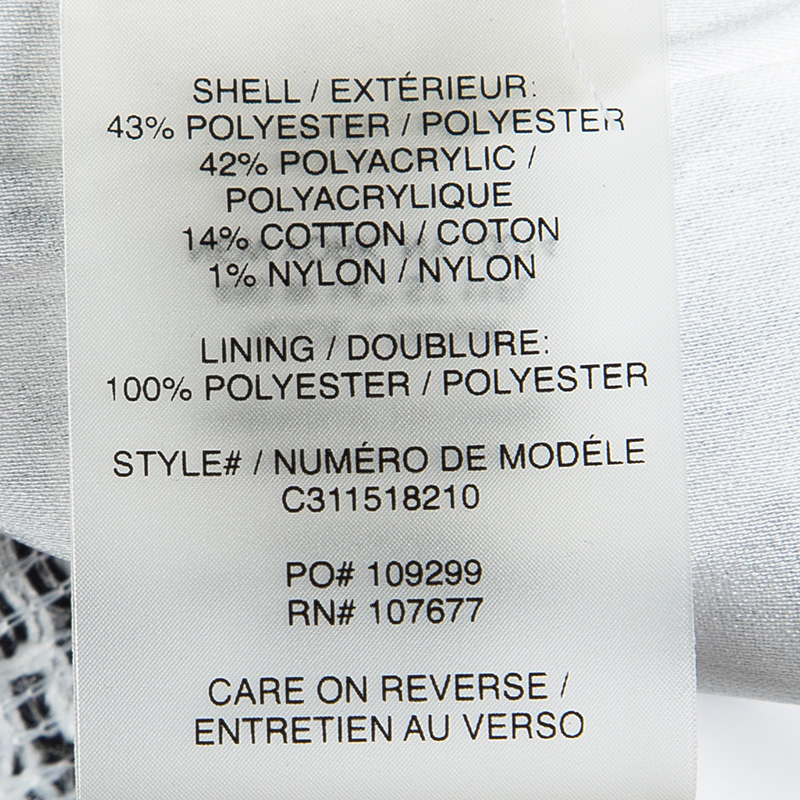 SHELL / EXTÉRIEUR:
43% POLYESTER / POLYESTER
42% POLYACRYLIC /
POLYACRYLIQUE
14% COTTON / COTON
1% NYLON / NYLON
LINING / DOUBLURE:
100% POLYESTER / POLYESTER
STYLE# / NUMÉRO DE MODÉLE
C311518210
PO# 109299
RN# 107677
CARE ON REVERSE /
ENTRETIEN AU VERSO